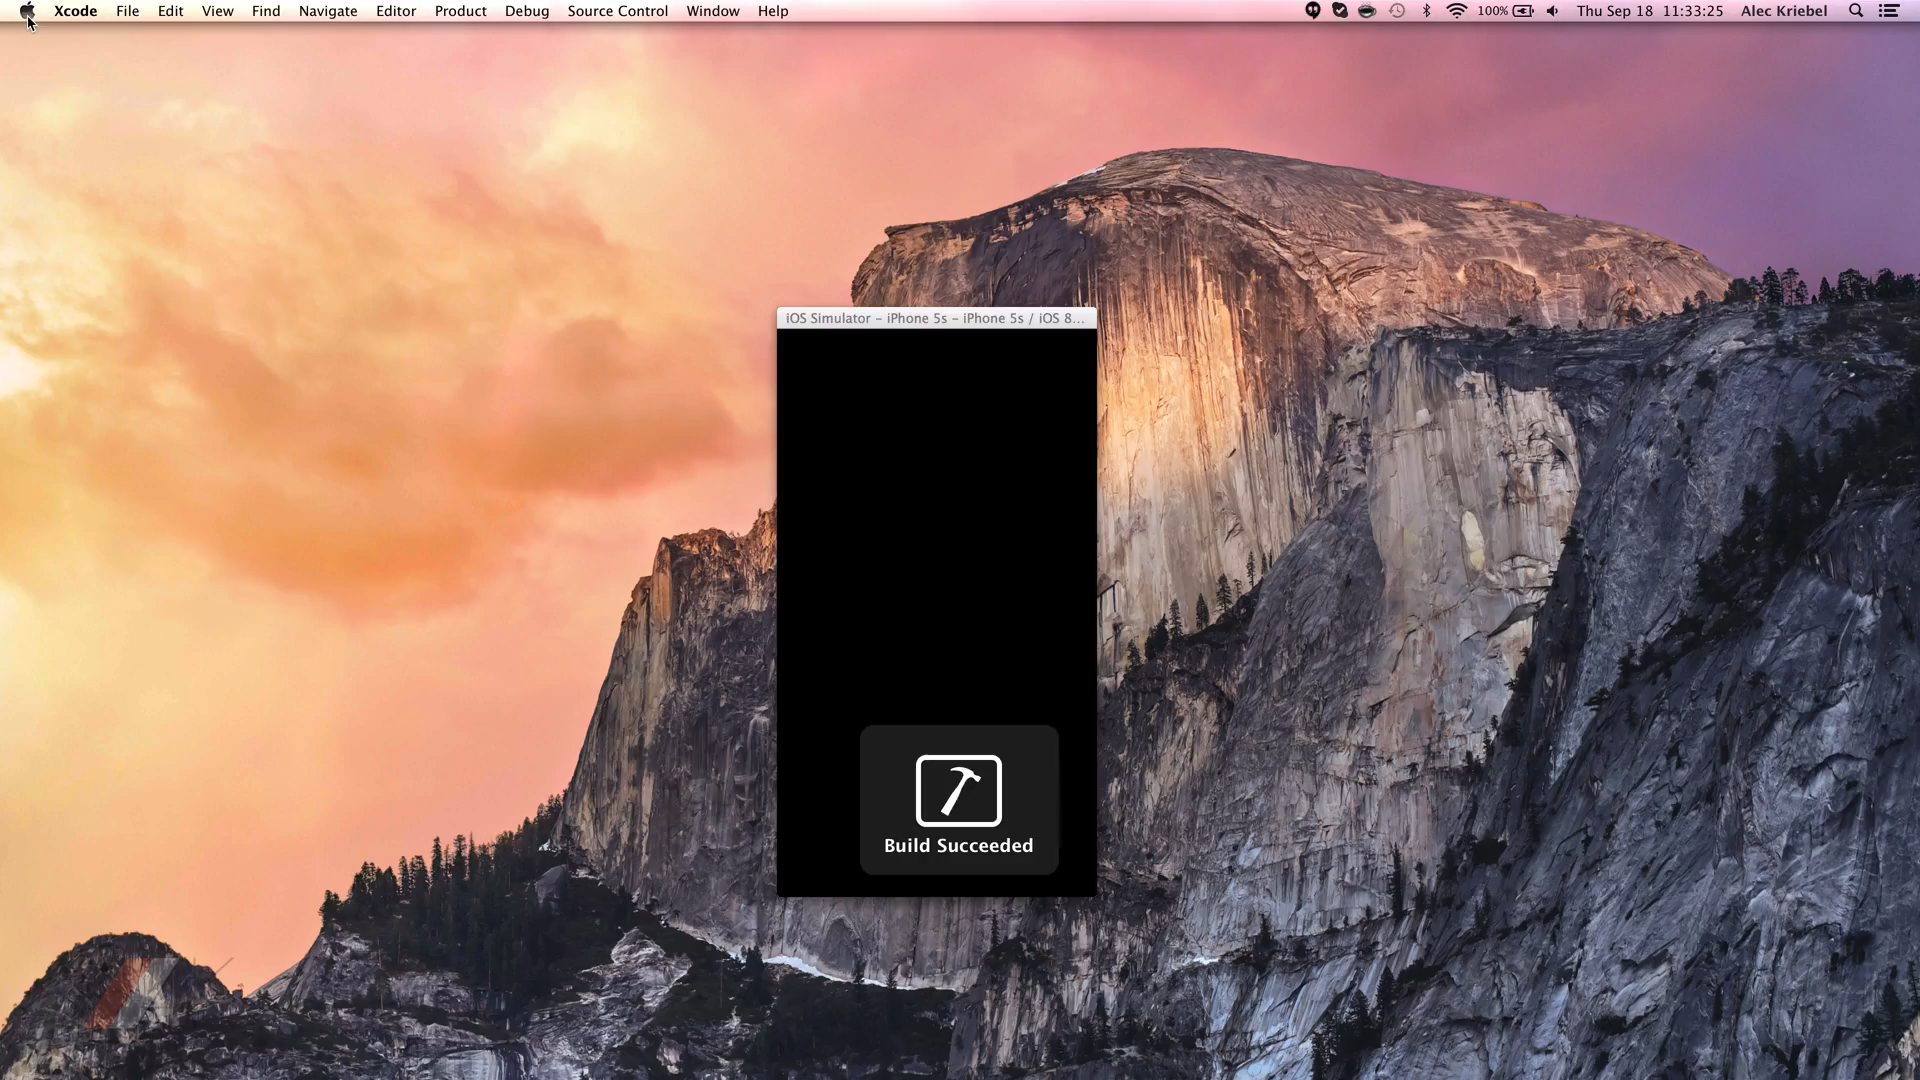 Xcode File Edit View Find Navigate Editor Product Debug Source Control Window Help 100% Thu Sep 18 11:33:25 Alec Kriebel
iOS Simulator – iPhone 5s – iPhone 5s / iOS 8...
Build Succeeded